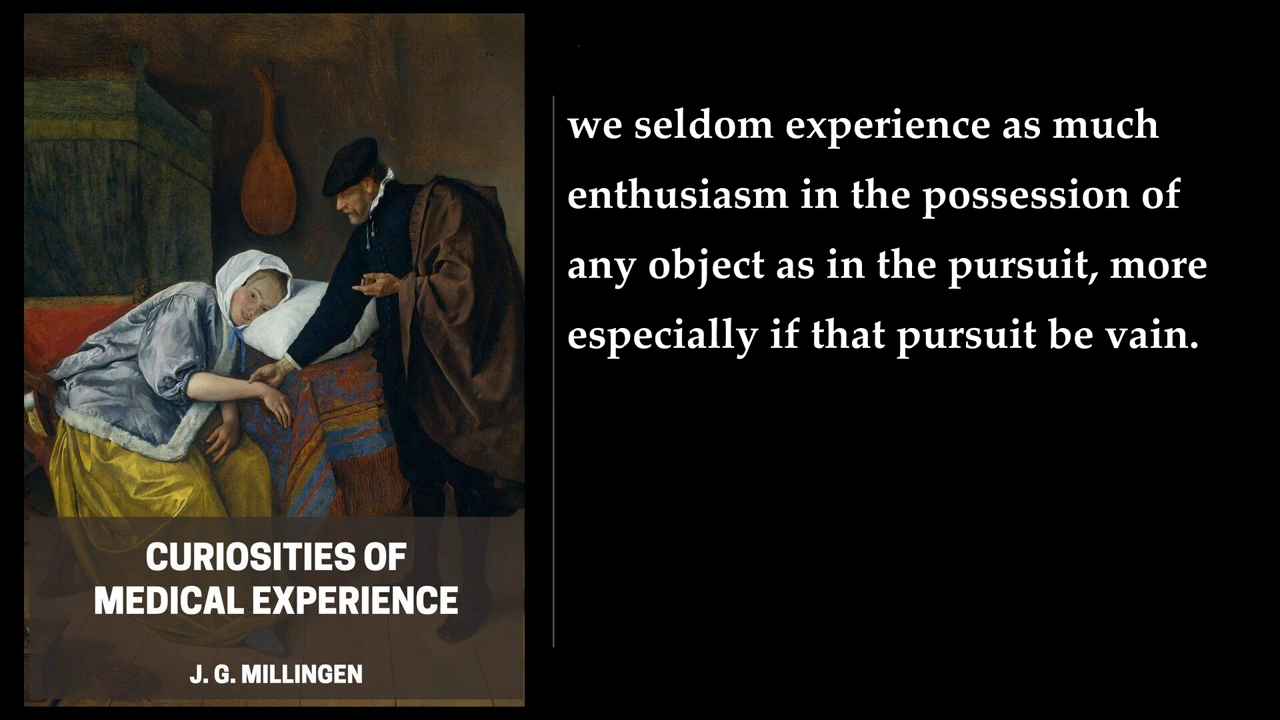 CURIOSITIES OF
MEDICAL EXPERIENCE
J. G. MILLINGEN
we seldom experience as much
enthusiasm in the possession of
any object as in the pursuit, more
especially if that pursuit be vain.